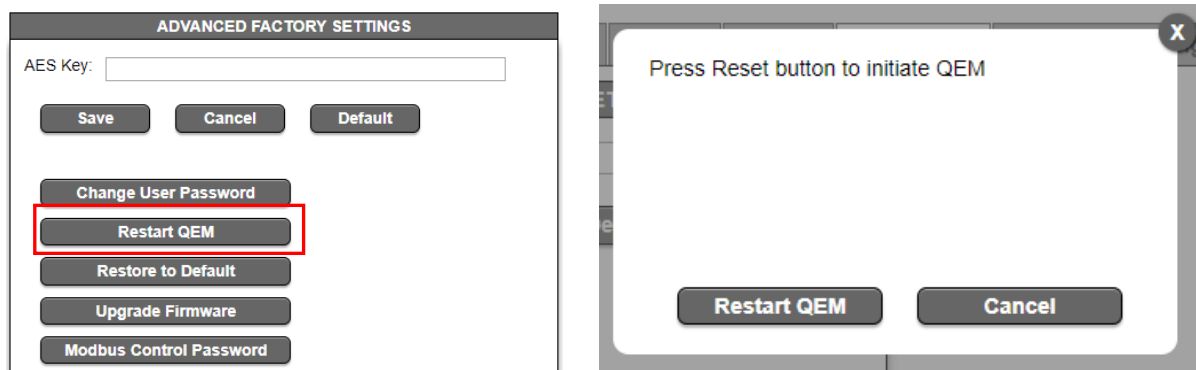 ADVANCED FACTORY SETTINGS
AES Key:
Save Cancel Default
Change User Password
Restart QEM
Restore to Default
Upgrade Firmware
Modbus Control Password
X
Press Reset button to initiate QEM
Restart QEM Cancel